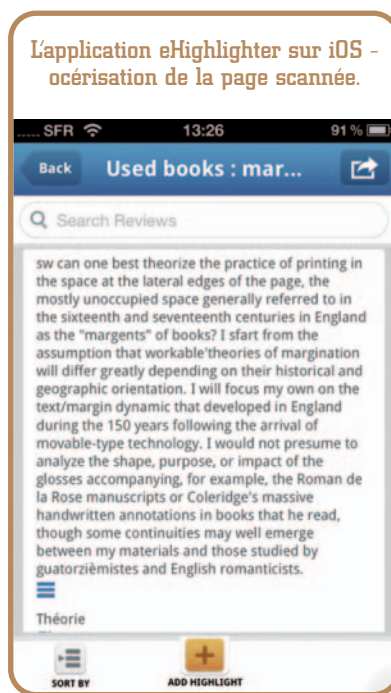 L'application eHighlighter sur iOS -
océrisation de la page scannée.
..... SFR 13:26 91 %
Back Used books : mar...
Search Reviews
sw can one best theorize the practice of printing in
the space at the lateral edges of the page, the
mostly unoccupied space generally referred to in
the sixteenth and seventeenth centuries in England
as the "margents" of books? I sfart from the
assumption that workable'theories of margination
will differ greatly depending on their historical and
geographic orientation. I will focus my own on the
text/margin dynamic that developed in England
during the 150 years following the arrival of
movable-type technology. I would not presume to
analyze the shape, purpose, or impact of the
glosses accompanying, for example, the Roman de
la Rose manuscripts or Coleridge's massive
handwritten annotations in books that he read,
though some continuities may well emerge
between my materials and those studied by
guatorzièmistes and English romanticists.
Théorie
SORT BY ADD HIGHLIGHT